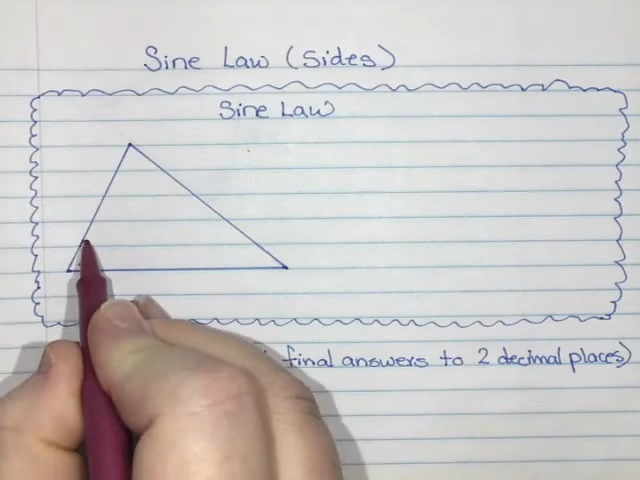 Sine Law (Sides)
Sine Law
final answers to 2 decimal places)